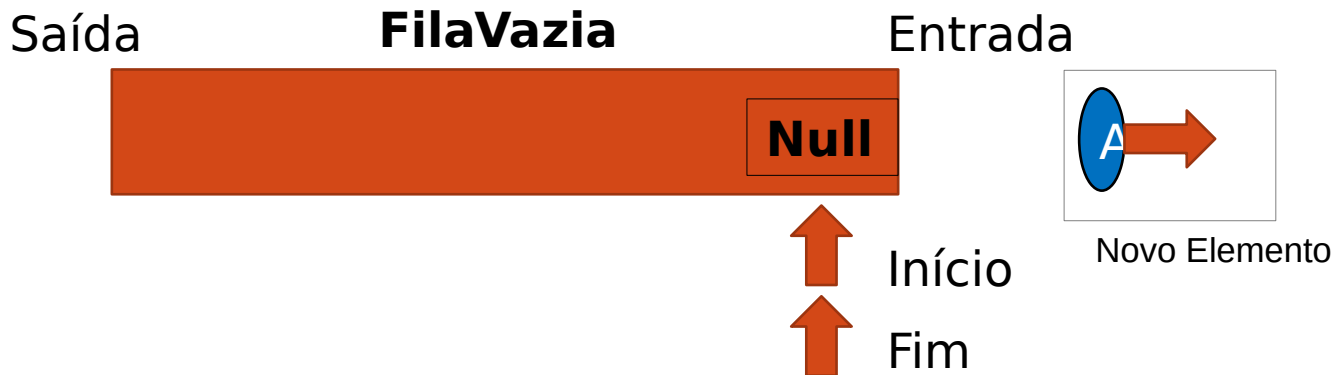 Saída
FilaVazia
Entrada
Null
A
Novo Elemento
Início
Fim